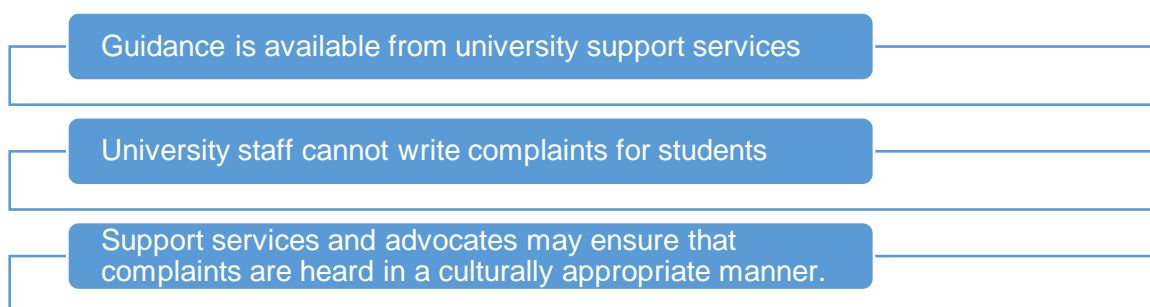 Guidance is available from university support services
University staff cannot write complaints for students
Support services and advocates may ensure that
complaints are heard in a culturally appropriate manner.